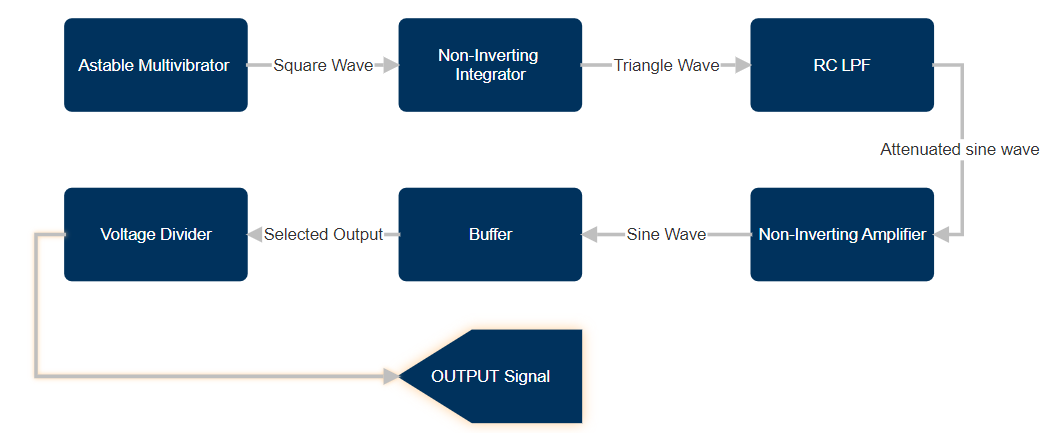 Astable Multivibrator
Square Wave
Non-Inverting
Integrator
Triangle Wave
RC LPF
Attenuated sine wave
Non-Inverting Amplifier
Sine Wave
Buffer
Selected Output
Voltage Divider
OUTPUT Signal